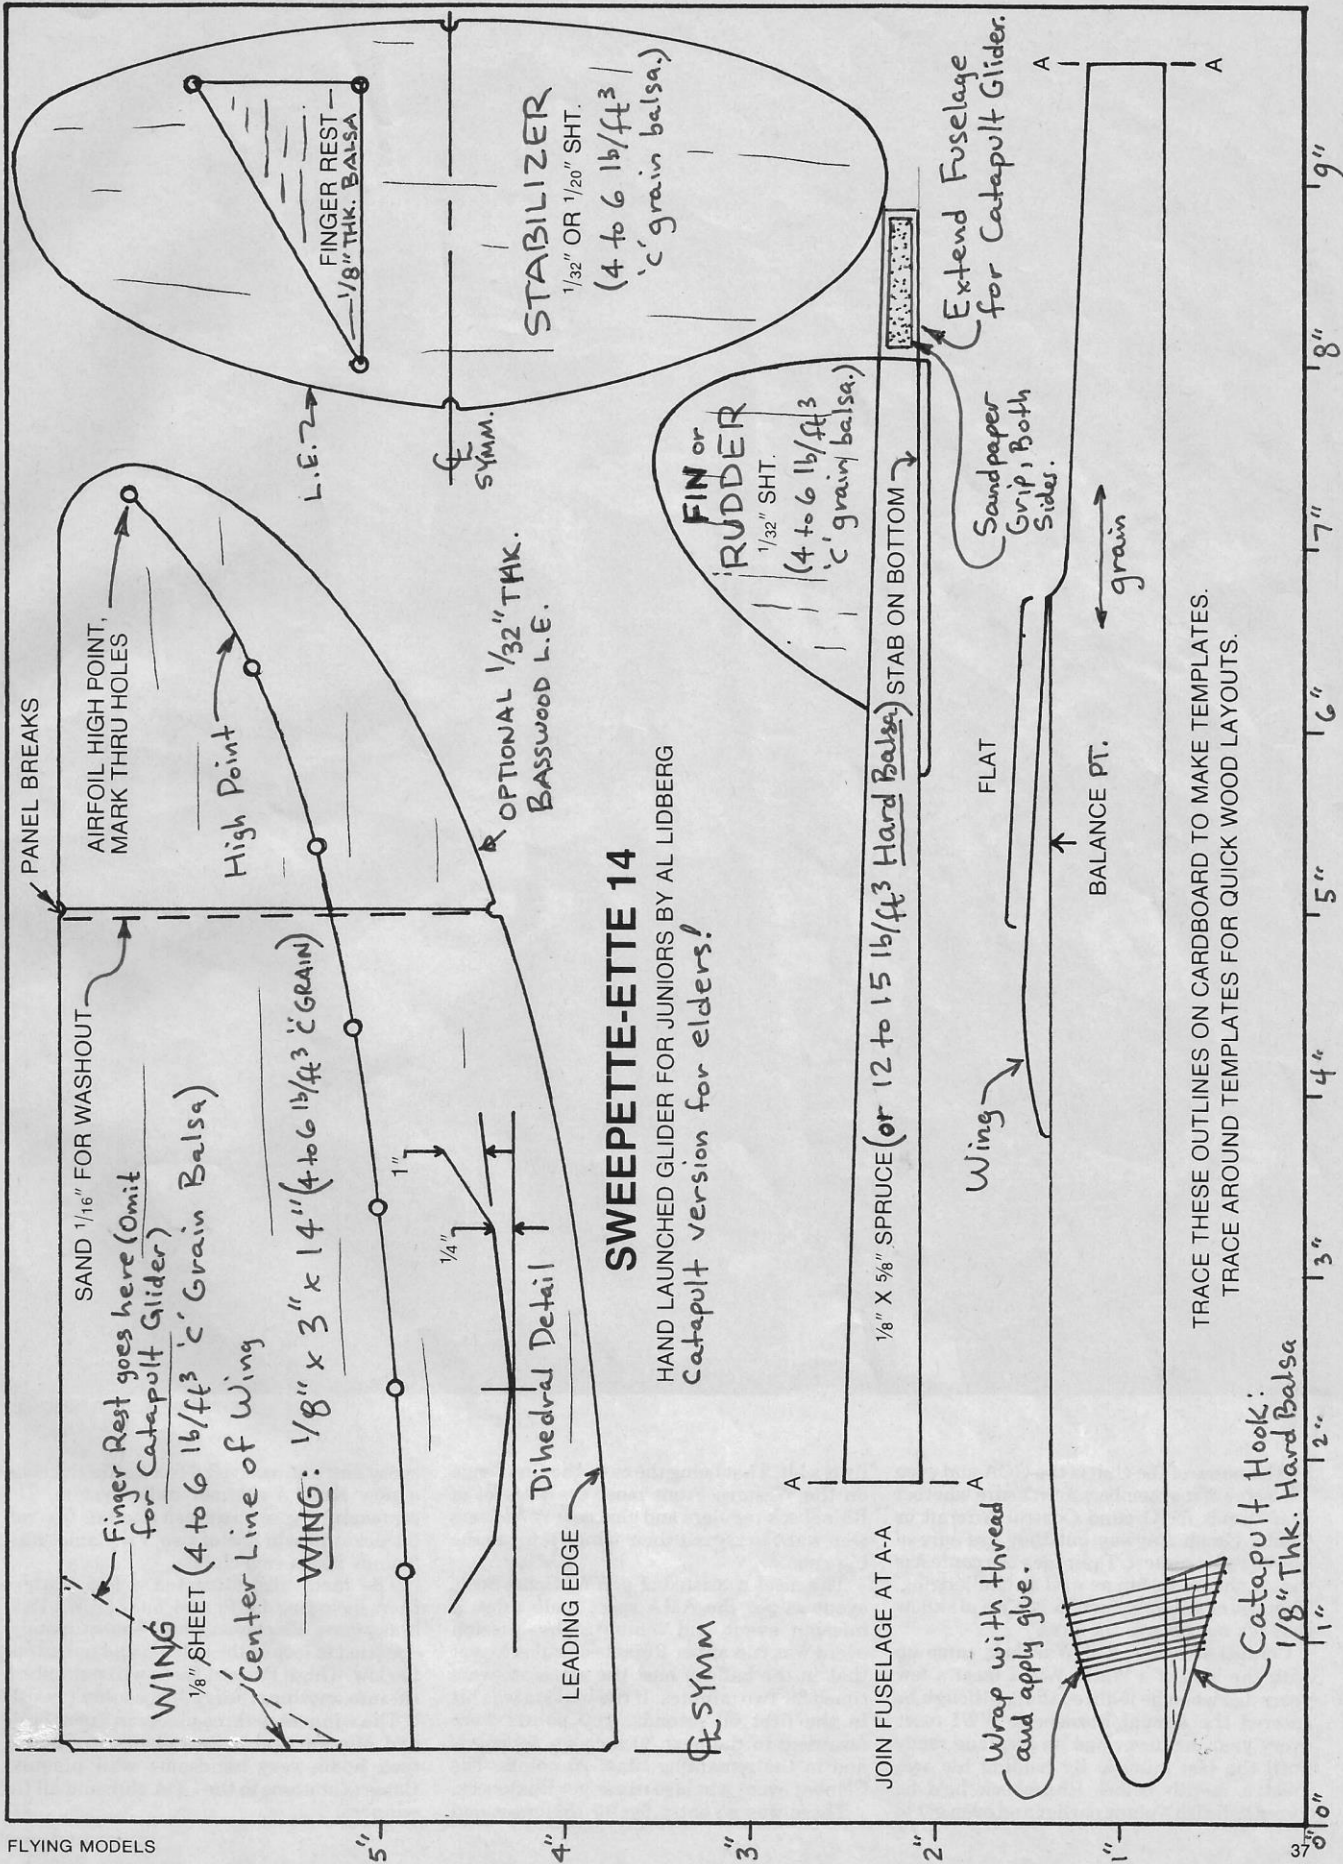 PANEL BREAKS
AIRFOIL HIGH POINT,
MARK THRU HOLES
SAND 1/16" FOR WASHOUT
Finger Rest goes here (Omit
for Catapult Glider)
WING
1/8" SHEET (4 to 6 lb/ft³ 'c' Grain Balsa)
Center Line of Wing
WING: 1/8" x 3" x 14" (4 to 6 lb/ft³ 'c' GRAIN)
High Point
1/4"
1"
Dihedral Detail
LEADING EDGE
OPTIONAL 1/32" THK.
BASSWOOD L.E.
℄ SYMM
FINGER REST
1/8" THK. BALSA
L.E.
℄
SYMM.
STABILIZER
1/32" OR 1/20" SHT.
(4 to 6 lb/ft³
'c' grain balsa.)
SWEEPETTE-ETTE 14
HAND LAUNCHED GLIDER FOR JUNIORS BY AL LIDBERG
Catapult version for elders!
FIN or
RUDDER
1/32" SHT.
(4 to 6 lb/ft³
'c' grain balsa.)
A
1/8" X 5/8" SPRUCE (or 12 to 15 lb/ft³ Hard Balsa) STAB ON BOTTOM
A
Extend Fuselage
for Catapult Glider.
Sandpaper
Grip, Both
Sides.
JOIN FUSELAGE AT A-A
Wrap with thread
and apply glue.
Wing
FLAT
BALANCE PT.
grain
A
A
Catapult Hook,
1/8" Thk. Hard Balsa
TRACE THESE OUTLINES ON CARDBOARD TO MAKE TEMPLATES.
TRACE AROUND TEMPLATES FOR QUICK WOOD LAYOUTS.
5"
4"
3"
2"
1"
0"
0" 1" 2" 3" 4" 5" 6" 7" 8" 9"
FLYING MODELS
37